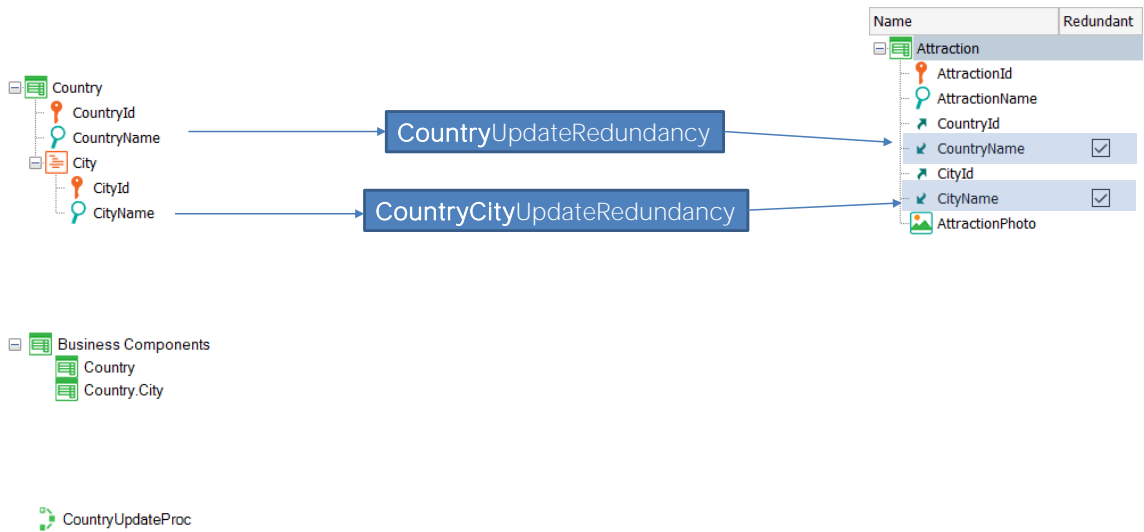 Country
CountryId
CountryName
City
CityId
CityName
CountryUpdateRedundancy
CountryCityUpdateRedundancy
Name Redundant
Attraction
AttractionId
AttractionName
CountryId
CountryName
CityId
CityName
AttractionPhoto
Business Components
Country
Country.City
CountryUpdateProc